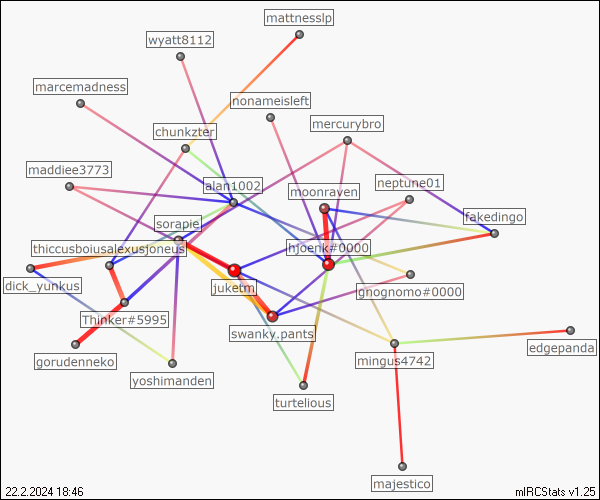 mattnesslp
wyatt8112
marcemadness
nonameisleft
mercurybro
chunkzter
maddiee3773
alan1002
neptune01
moonraven
fakedingo
sorapie
thiccusboiusalexusjoneus
hjoenk#0000
dick_yunkus
juketm
gnognomo#0000
Thinker#5995
swanky.pants
edgepanda
gorudenneko
mingus4742
yoshimanden
turtelious
majestico
22.2.2024 18:46
mIRCStats v1.25